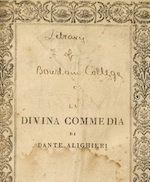 Library
of
Bowdoin College
LA
DIVINA COMMEDIA
DI
DANTE ALIGHIERI